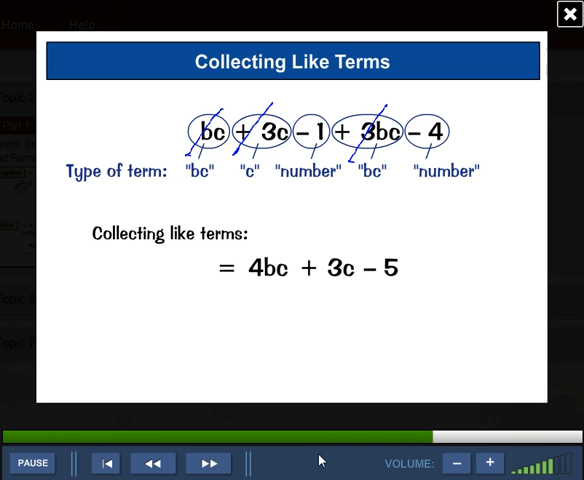 Home Help
Collecting Like Terms
bc + 3c - 1 + 3bc - 4
Type of term: "bc" "c" "number" "bc" "number"
Collecting like terms:
= 4bc + 3c - 5
PAUSE VOLUME: - +